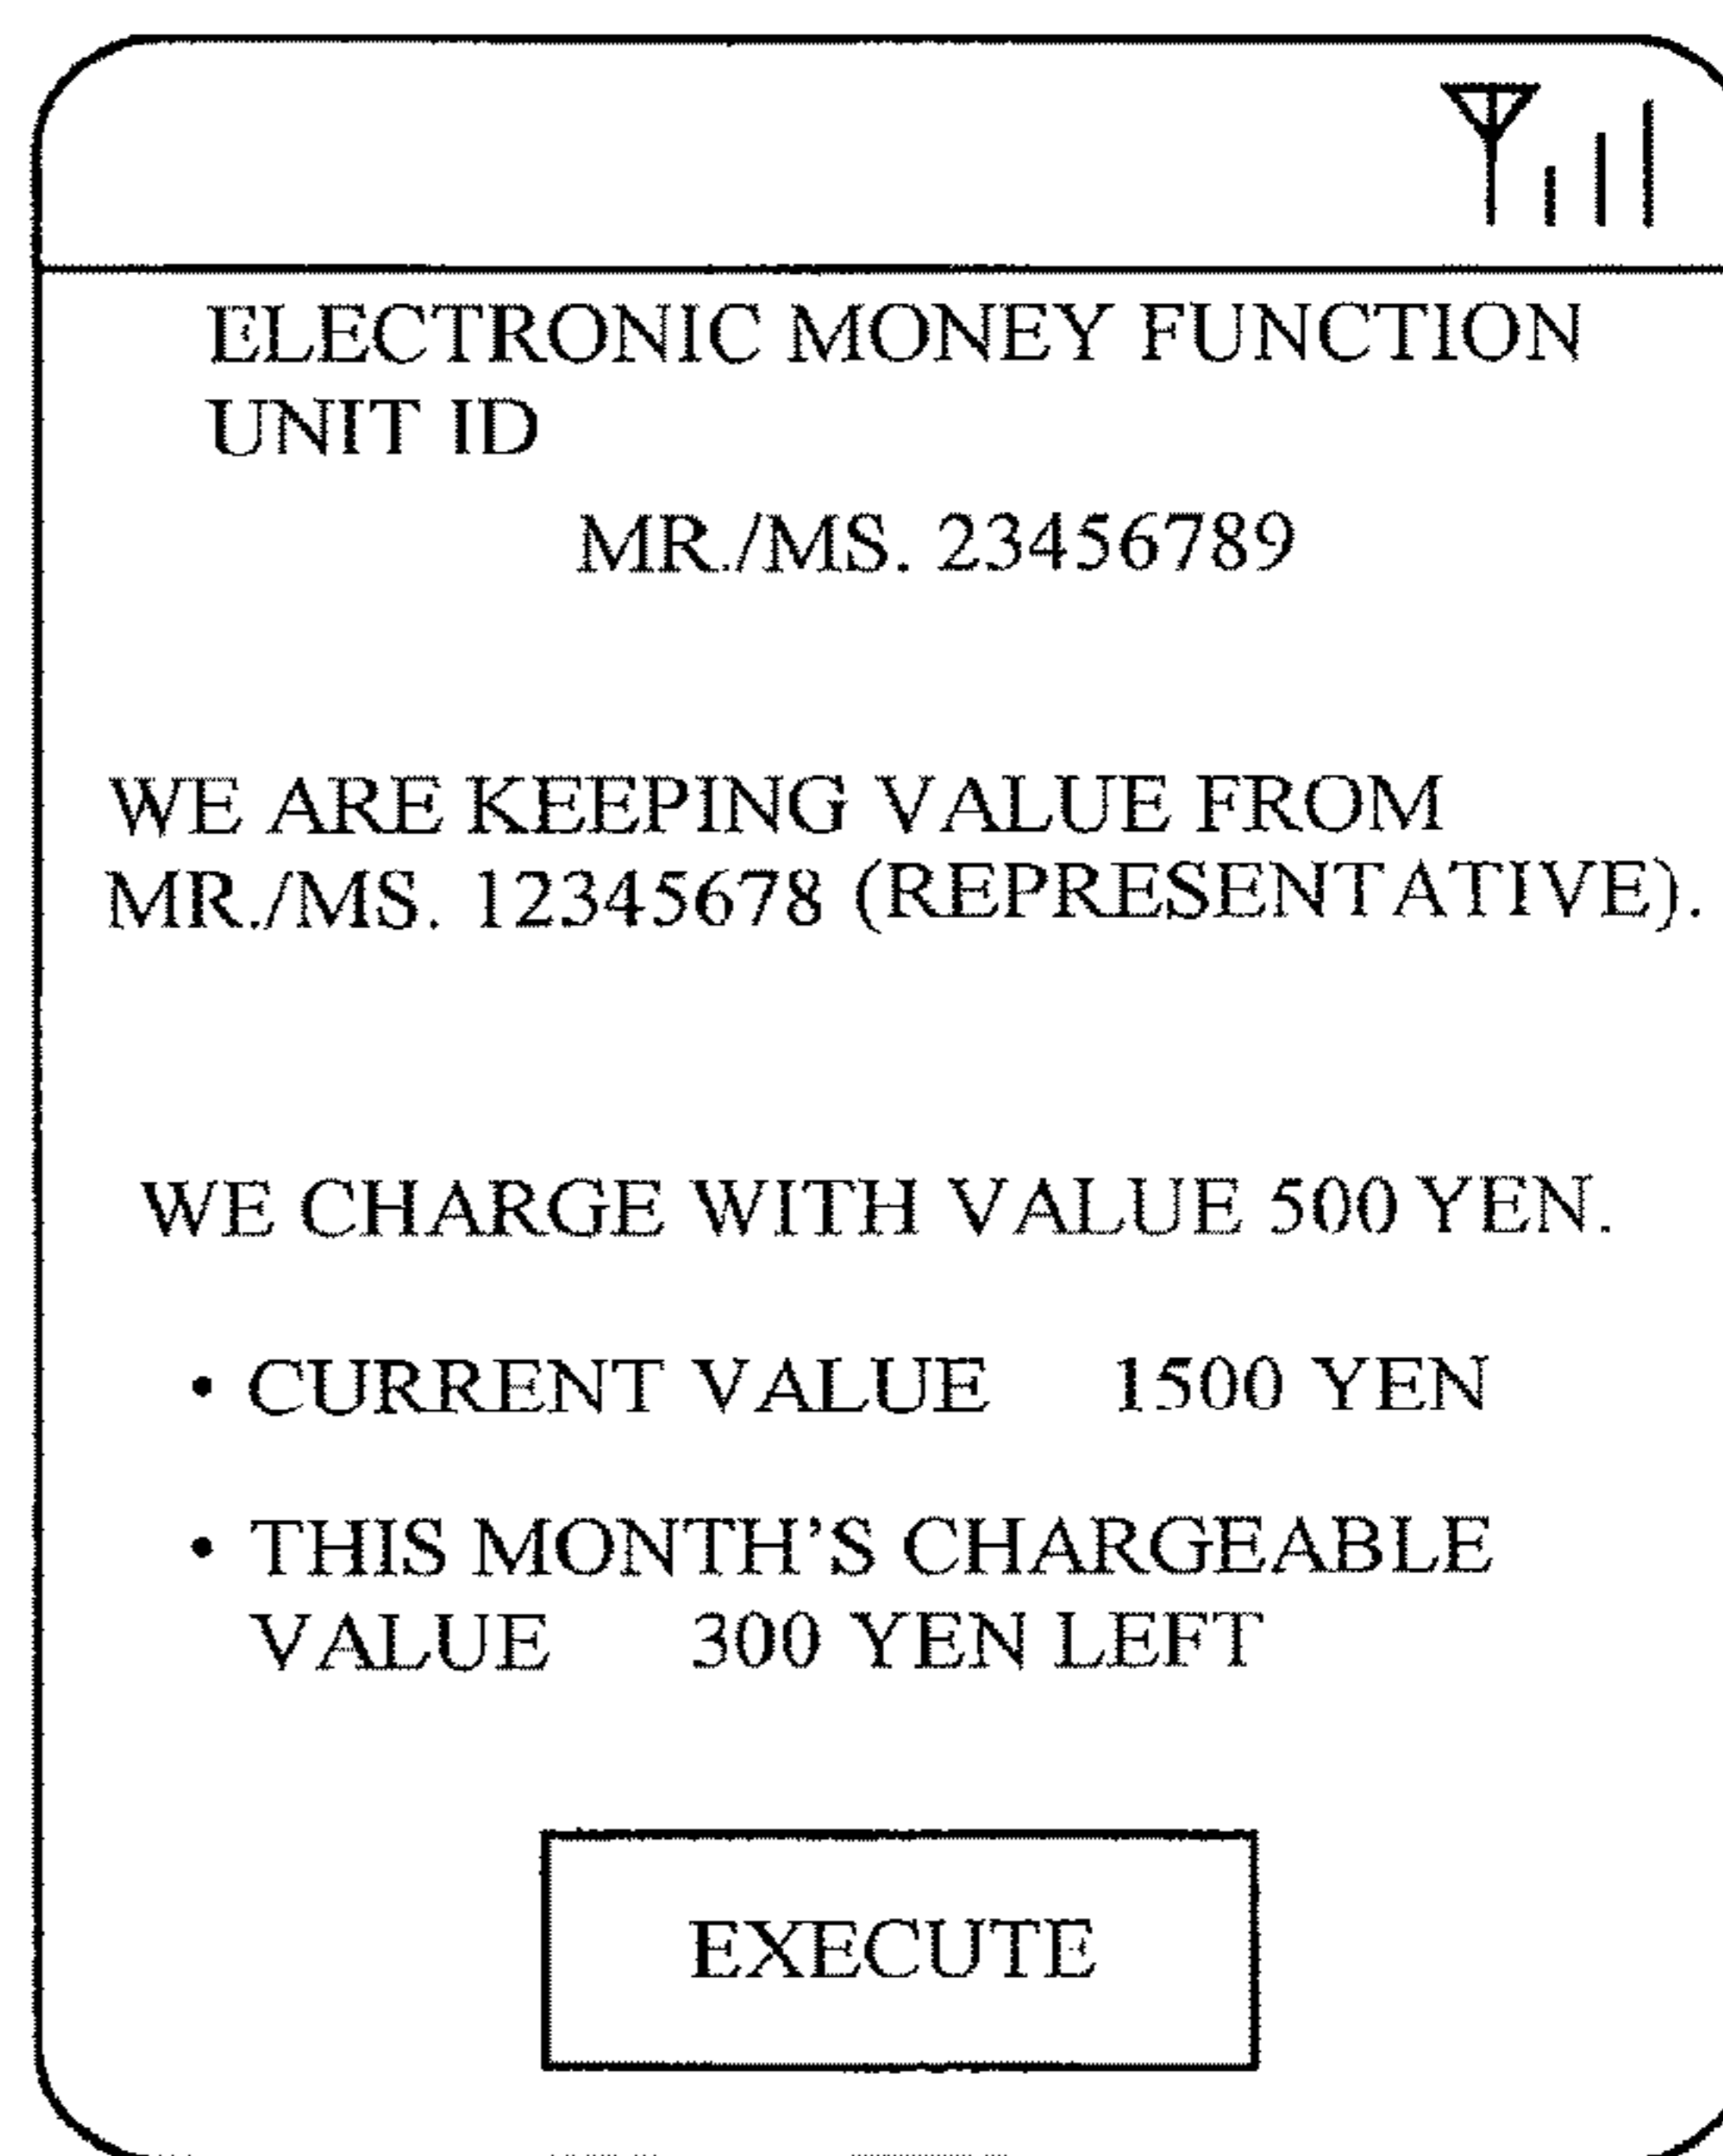 ELECTRONIC MONEY FUNCTION
UNIT ID
MR./MS. 23456789
WE ARE KEEPING VALUE FROM
MR./MS. 12345678 (REPRESENTATIVE).
WE CHARGE WITH VALUE 500 YEN.
• CURRENT VALUE 1500 YEN
• THIS MONTH'S CHARGEABLE
VALUE 300 YEN LEFT
EXECUTE